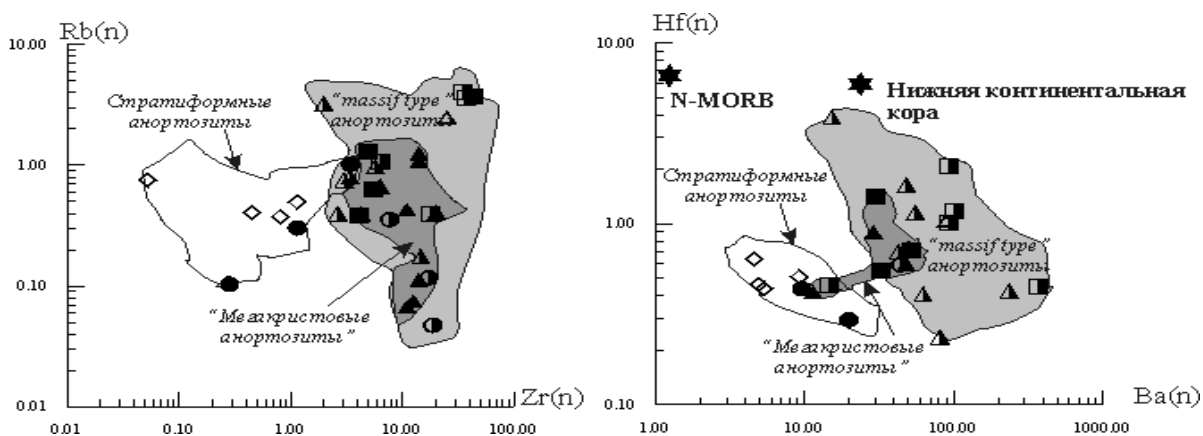 Rb(n)
10.00
1.00
0.10
0.01
0.01
0.10
1.00
10.00
100.00
Zr(n)
Стратиформные
анортозиты
"massif type"
анортозиты
"Мегакристовые
анортозиты"
Hf(n)
10.00
1.00
0.10
1.00
10.00
100.00
1000.00
Ba(n)
N-MORB
Нижняя континентальная
кора
Стратиформные
анортозиты
"massif type"
анортозиты
"Мегакристовые
анортозиты"